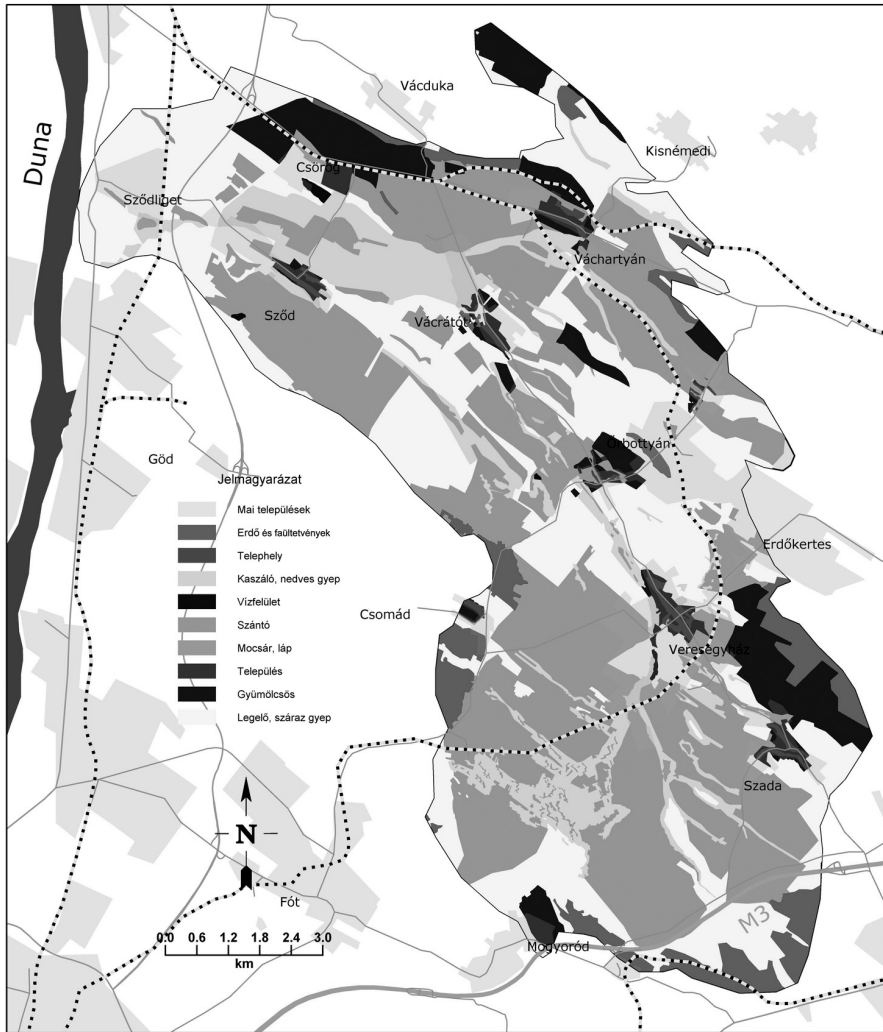 Vácduka
Kisnémedi
Duna
Csörög
Sződliget
Váchartyán
Sződ
Vácrátót
Őrbottyán
Göd
Jelmagyarázat
Mai települések
Erdő és faültetvények
Telephely
Kaszáló, nedves gyep
Vízfelület
Szántó
Mocsár, láp
Település
Gyümölcsös
Legelő, száraz gyep
Erdőkertes
Csomád
Veresegyház
Szada
N
Fót
M3
Mogyoród
0.0 0.6 1.2 1.8 2.4 3.0
km